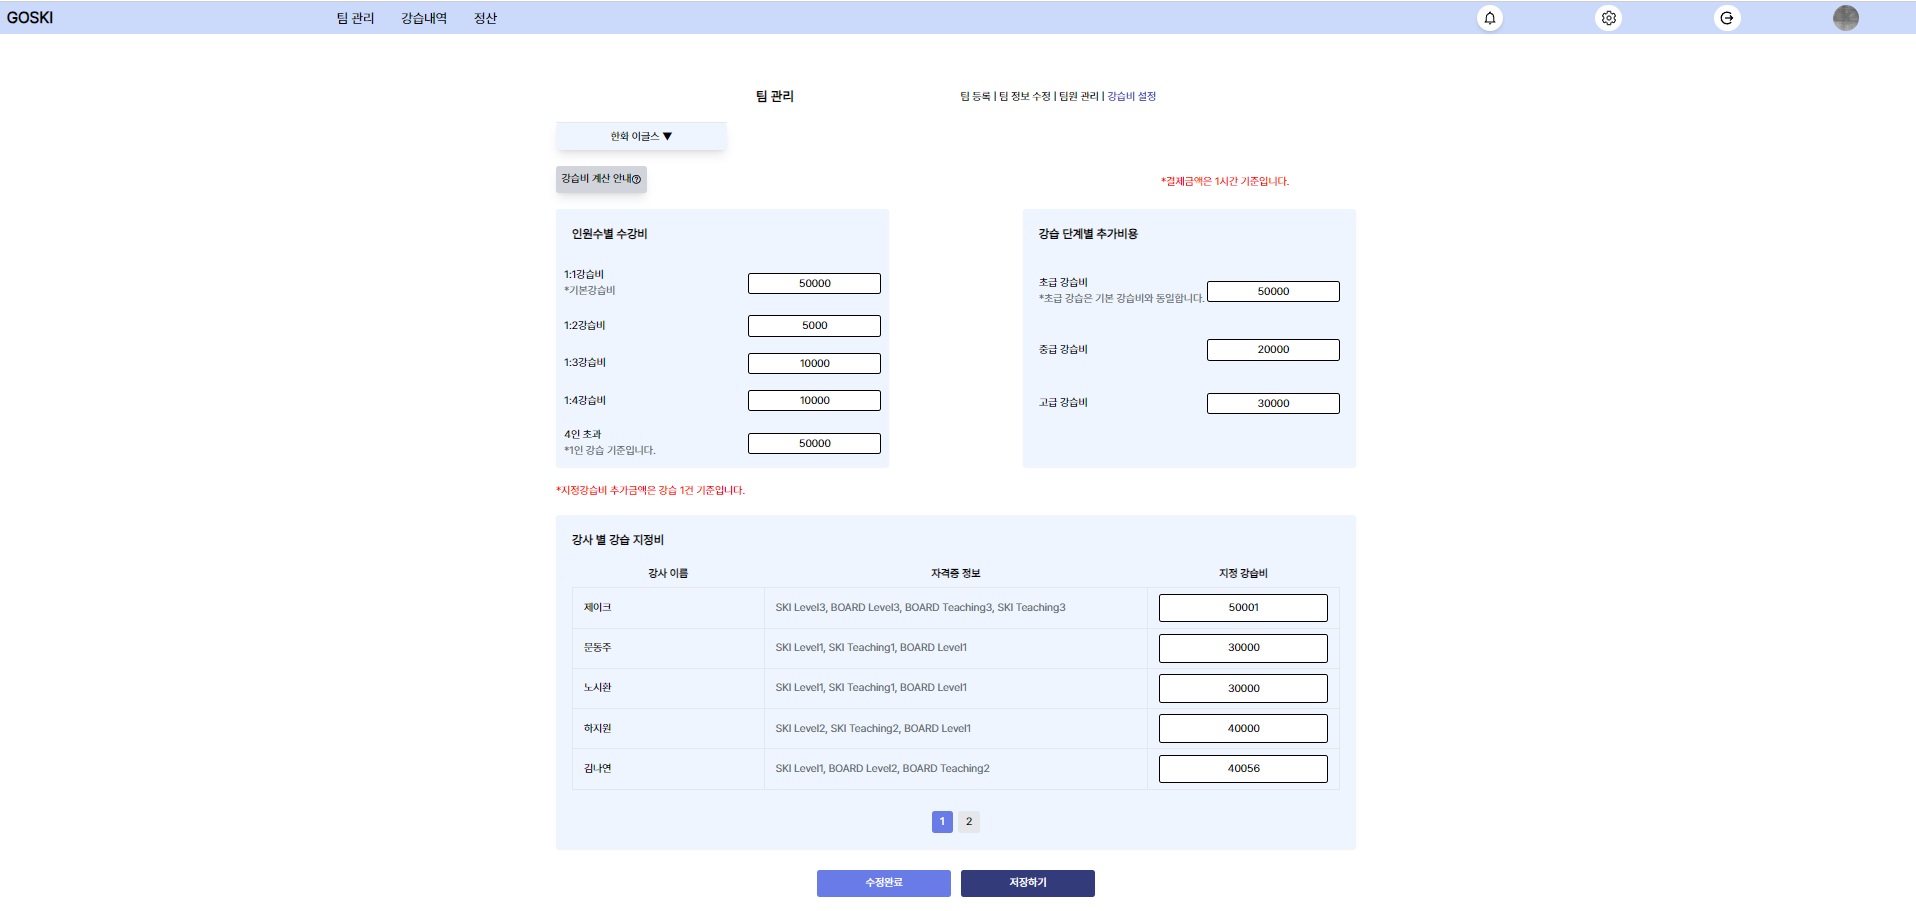 GOSKI 팀 관리 강습내역 정산
팀 관리
팀 등록 | 팀 정보 수정 | 팀원 관리 | 강습비 설정
한화 이글스 ▼
강습비 계산 안내
*결제금액은 1시간 기준입니다.
인원수별 수강비
1:1강습비
*기본강습비
50000
1:2강습비
5000
1:3강습비
10000
1:4강습비
10000
4인 초과
*1인 강습 기준입니다.
50000
강습 단계별 추가비용
초급 강습비
*초급 강습은 기본 강습비와 동일합니다.
50000
중급 강습비
20000
고급 강습비
30000
*지정강습비 추가금액은 강습 1건 기준입니다.
강사 별 강습 지정비
강사 이름 자격증 정보 지정 강습비
제이크 SKI Level3, BOARD Level3, BOARD Teaching3, SKI Teaching3 50001
문동주 SKI Level1, SKI Teaching1, BOARD Level1 30000
노시환 SKI Level1, SKI Teaching1, BOARD Level1 30000
하지원 SKI Level2, SKI Teaching2, BOARD Level1 40000
김나연 SKI Level1, BOARD Level2, BOARD Teaching2 40056
1 2
수정완료 저장하기